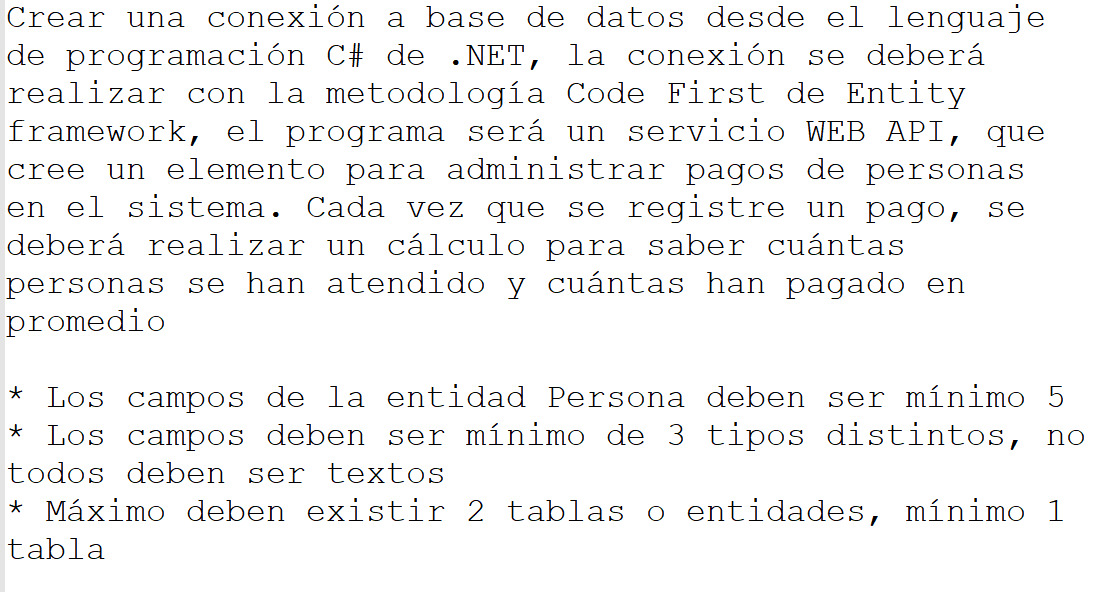 Crear una conexión a base de datos desde el lenguaje
de programación C# de .NET, la conexión se deberá
realizar con la metodología Code First de Entity
framework, el programa será un servicio WEB API, que
cree un elemento para administrar pagos de personas
en el sistema. Cada vez que se registre un pago, se
deberá realizar un cálculo para saber cuántas
personas se han atendido y cuántas han pagado en
promedio
* Los campos de la entidad Persona deben ser mínimo 5
* Los campos deben ser mínimo de 3 tipos distintos, no
todos deben ser textos
* Máximo deben existir 2 tablas o entidades, mínimo 1
tabla